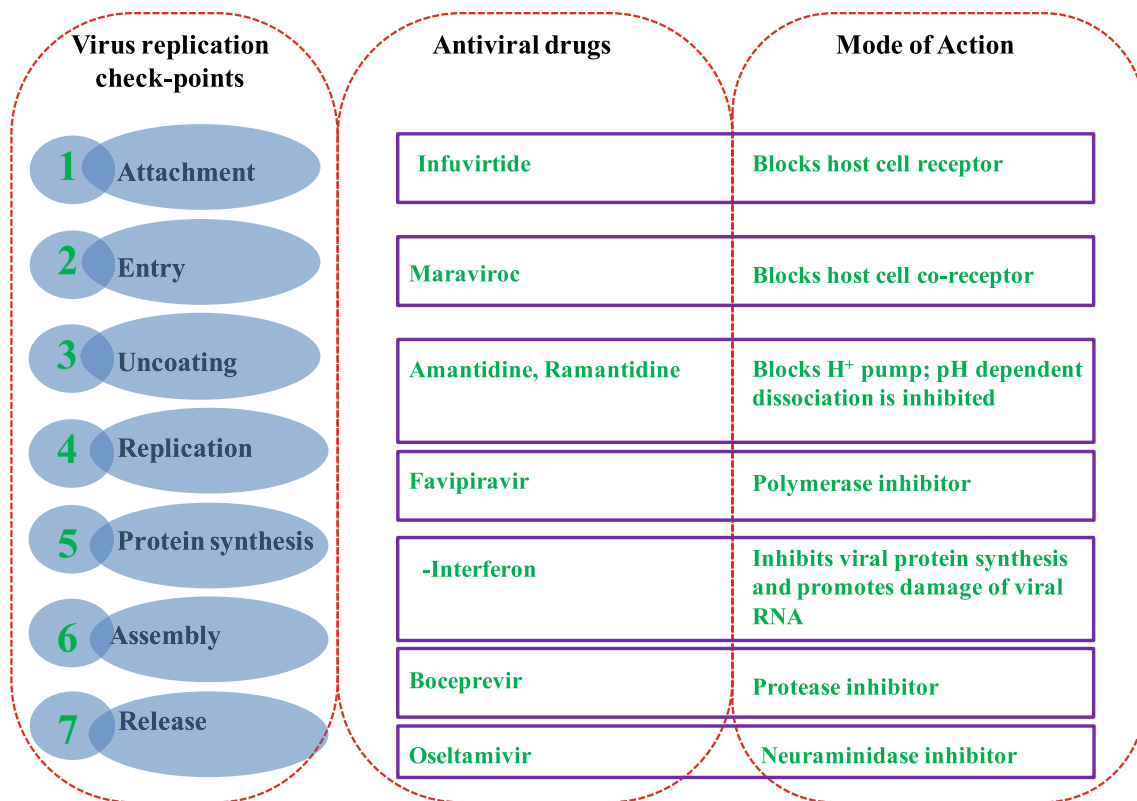 Virus replication
check-points
Antiviral drugs
Mode of Action
1 Attachment
Infuvirtide
Blocks host cell receptor
2 Entry
Maraviroc
Blocks host cell co-receptor
3 Uncoating
Amantidine, Ramantidine
Blocks H⁺ pump; pH dependent
dissociation is inhibited
4 Replication
Favipiravir
Polymerase inhibitor
5 Protein synthesis
-Interferon
Inhibits viral protein synthesis
and promotes damage of viral
RNA
6 Assembly
Boceprevir
Protease inhibitor
7 Release
Oseltamivir
Neuraminidase inhibitor